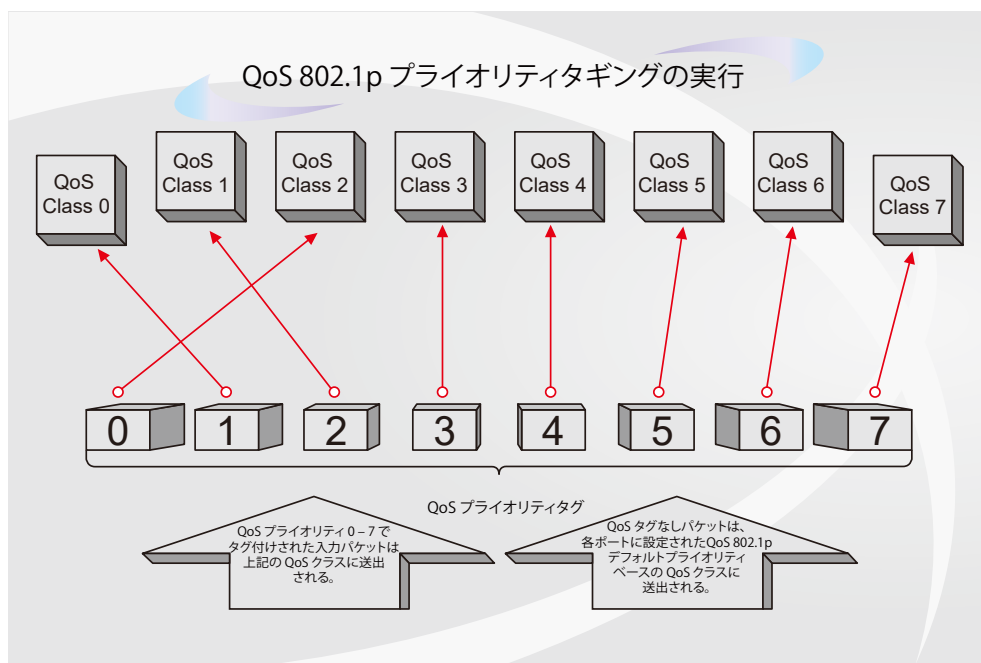 QoS 802.1p プライオリティタギングの実行
QoS
Class 0
QoS
Class 1
QoS
Class 2
QoS
Class 3
QoS
Class 4
QoS
Class 5
QoS
Class 6
QoS
Class 7
0
1
2
3
4
5
6
7
QoS プライオリティタグ
QoS プライオリティ 0 – 7 で
タグ付けされた入力パケットは
上記の QoS クラスに送出
される。
QoS タグなしパケットは、
各ポートに設定されたQoS 802.1p
デフォルトプライオリティ
ベースの QoS クラスに
送出される。